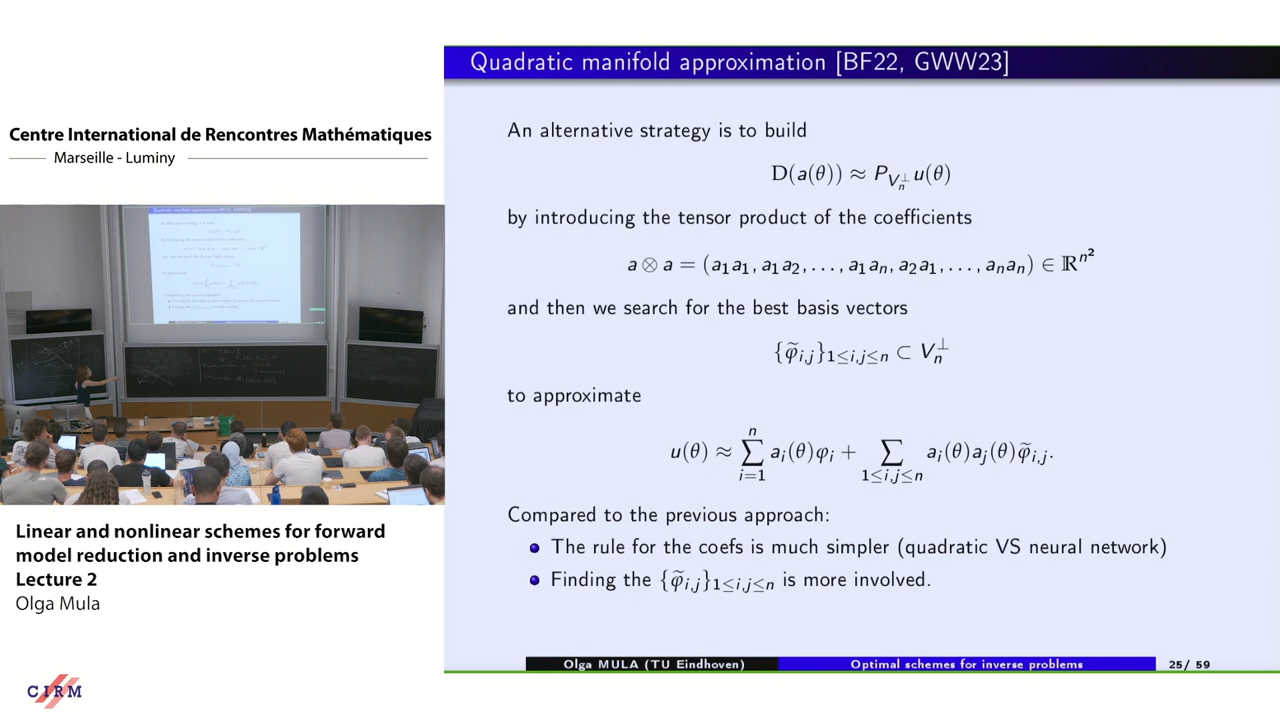 Centre International de Rencontres Mathématiques
Marseille - Luminy
Linear and nonlinear schemes for forward
model reduction and inverse problems
Lecture 2
Olga Mula
CIRM
Quadratic manifold approximation [BF22, GWW23]
An alternative strategy is to build
D(a(θ)) ≈ P_{V_n^⊥} u(θ)
by introducing the tensor product of the coefficients
a ⊗ a = (a₁a₁, a₁a₂, . . . , a₁aₙ, a₂a₁, . . . , aₙaₙ) ∈ ℝ^{n²}
and then we search for the best basis vectors
{φ̃_{i,j}}_{1≤i,j≤n} ⊂ V_n^⊥
to approximate
u(θ) ≈ ∑_{i=1}^{n} a_i(θ)φ_i + ∑_{1≤i,j≤n} a_i(θ)a_j(θ)φ̃_{i,j}.
Compared to the previous approach:
The rule for the coefs is much simpler (quadratic VS neural network)
Finding the {φ̃_{i,j}}_{1≤i,j≤n} is more involved.
Olga MULA (TU Eindhoven) Optimal schemes for inverse problems 25/ 59